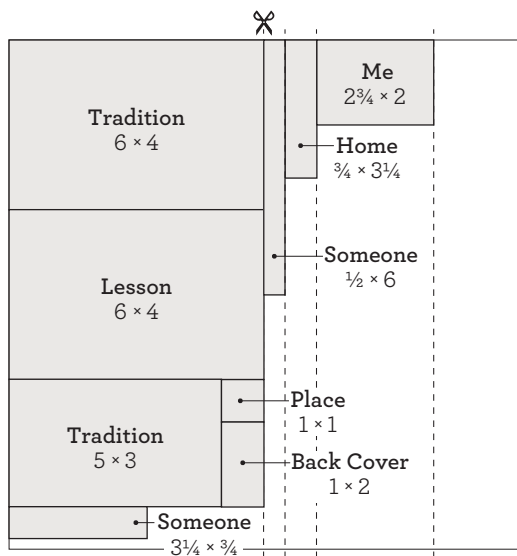 Tradition
6 × 4
Me
2¾ × 2
Home
¾ × 3¼
Someone
½ × 6
Lesson
6 × 4
Place
1 × 1
Tradition
5 × 3
Back Cover
1 × 2
Someone
3¼ × ¾